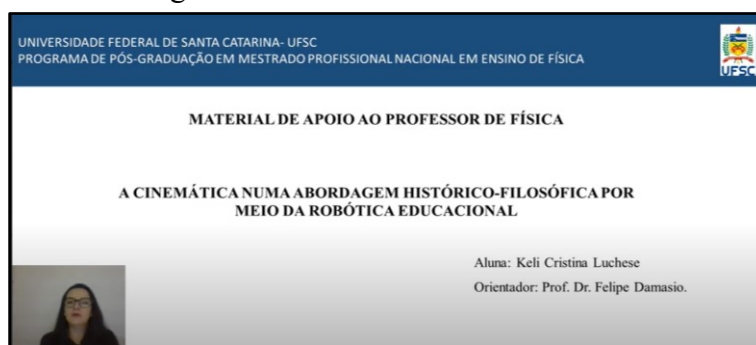 UNIVERSIDADE FEDERAL DE SANTA CATARINA- UFSC
PROGRAMA DE PÓS-GRADUAÇÃO EM MESTRADO PROFISSIONAL NACIONAL EM ENSINO DE FÍSICA
UFSC
MATERIAL DE APOIO AO PROFESSOR DE FÍSICA
A CINEMÁTICA NUMA ABORDAGEM HISTÓRICO-FILOSÓFICA POR
MEIO DA ROBÓTICA EDUCACIONAL
Aluna: Keli Cristina Luchese
Orientador: Prof. Dr. Felipe Damasio.